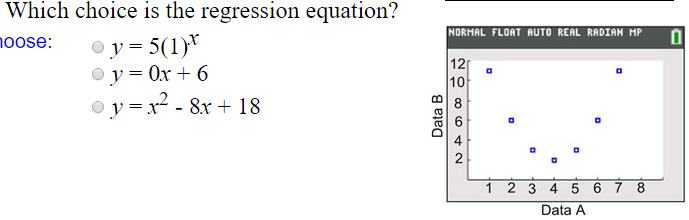 Which choice is the regression equation?
hoose:
y = 5(1)^x
y = 0x + 6
y = x² - 8x + 18
NORMAL FLOAT AUTO REAL RADIAN MP
12
10
8
6
4
2
Data B
1 2 3 4 5 6 7 8
Data A